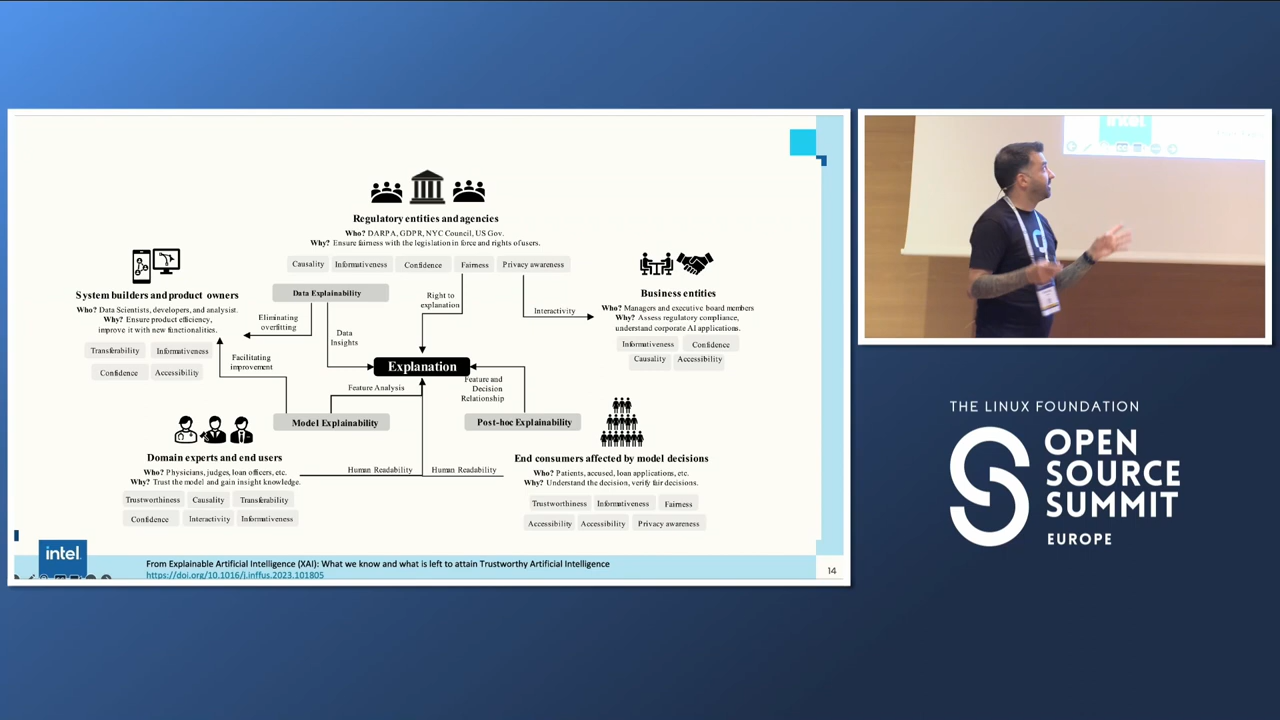 Regulatory entities and agencies
Who? DARPA, GDPR, NYC Council, US Gov.
Why? Ensure fairness with the legislation in force and rights of users.
Causality
Informativeness
Confidence
Fairness
Privacy awareness
System builders and product owners
Who? Data Scientists, developers, and analysist.
Why? Ensure product efficiency,
improve it with new functionalities.
Transferability
Informativeness
Confidence
Accessibility
Data Explainability
Eliminating
overfitting
Data
Insights
Right to
explanation
Interactivity
Business entities
Who? Managers and executive board members
Why? Assess regulatory compliance,
understand corporate AI applications.
Informativeness
Confidence
Causality
Accessibility
Facilitating
improvement
Explanation
Feature Analysis
Feature and
Decision
Relationship
Model Explainability
Post-hoc Explainability
Domain experts and end users
Who? Physicians, judges, loan officers, etc.
Why? Trust the model and gain insight knowledge.
Trustworthiness
Causality
Transferability
Confidence
Interactivity
Informativeness
Human Readability
Human Readability
End consumers affected by model decisions
Who? Patients, accused, loan applications, etc.
Why? Understand the decision, verify fair decisions.
Trustworthiness
Informativeness
Fairness
Accessibility
Accessibility
Privacy awareness
intel.
From Explainable Artificial Intelligence (XAI): What we know and what is left to attain Trustworthy Artificial Intelligence
https://doi.org/10.1016/j.inffus.2023.101805
14
intel
THE LINUX FOUNDATION
OPEN
SOURCE
SUMMIT
EUROPE